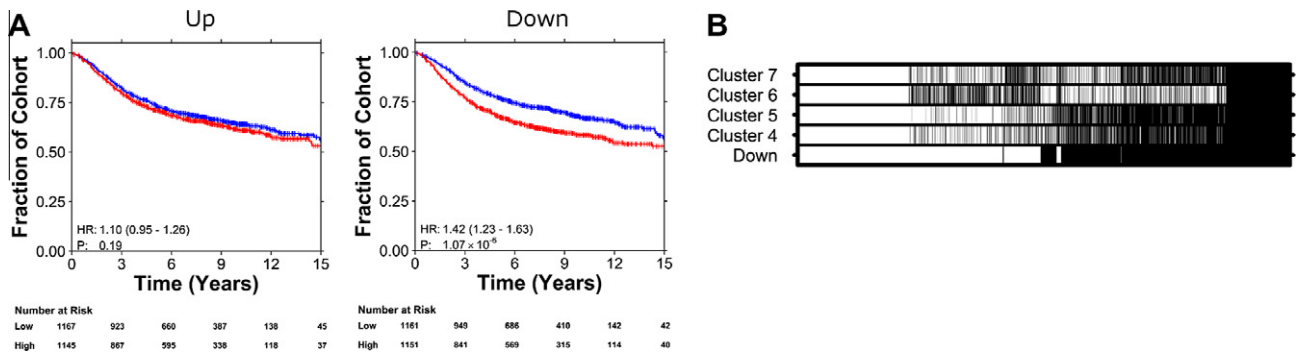 A
Up
Fraction of Cohort
1.00
0.75
0.50
0.25
0.00
HR: 1.10 (0.95 - 1.26)
P: 0.19
0 3 6 9 12 15
Time (Years)
Number at Risk
Low 1167 923 660 387 138 45
High 1145 867 595 338 118 37
Down
Fraction of Cohort
1.00
0.75
0.50
0.25
0.00
HR: 1.42 (1.23 - 1.63)
P: 1.07 × 10⁻⁶
0 3 6 9 12 15
Time (Years)
Number at Risk
Low 1161 949 686 410 142 42
High 1151 841 569 315 114 40
B
Cluster 7
Cluster 6
Cluster 5
Cluster 4
Down